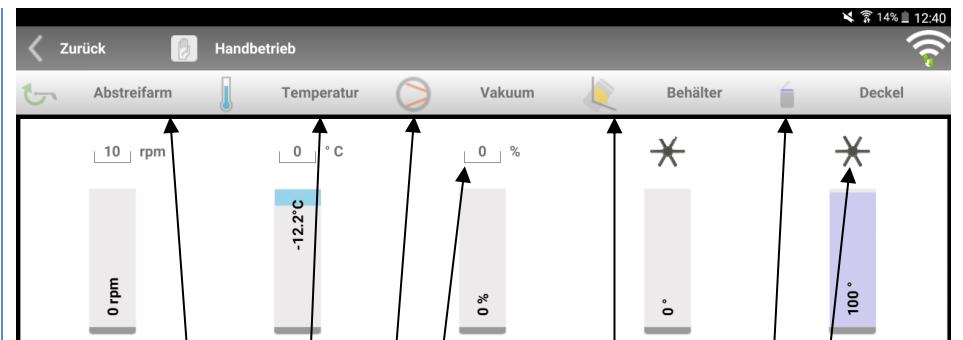 14% 12:40
Zurück Handbetrieb
Abstreifarm Temperatur Vakuum Behälter Deckel
10 rpm 0 ° C 0 %
0 rpm -12.2°C 0 % 0 ° 100 °